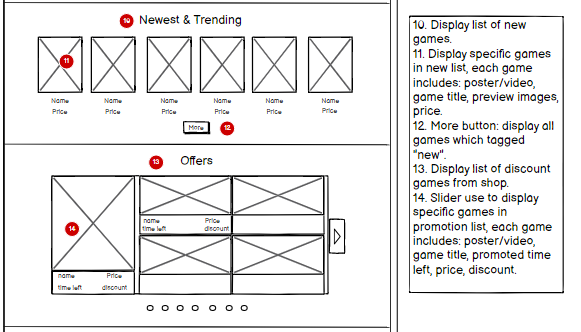 10 Newest & Trending
11
Name Name Name Name Name Name
Price Price Price Price Price Price
More 12
13 Offers
14
name Price
time left discount
name Price
time left discount
10. Display list of new
games.
11. Display specific games
in new list, each game
includes: poster/video,
game title, preview images,
price.
12. More button: display all
games which tagged
"new".
13. Display list of discount
games from shop.
14. Slider use to display
specific games in
promotion list, each game
includes: poster/video,
game title, promoted time
left, price, discount.